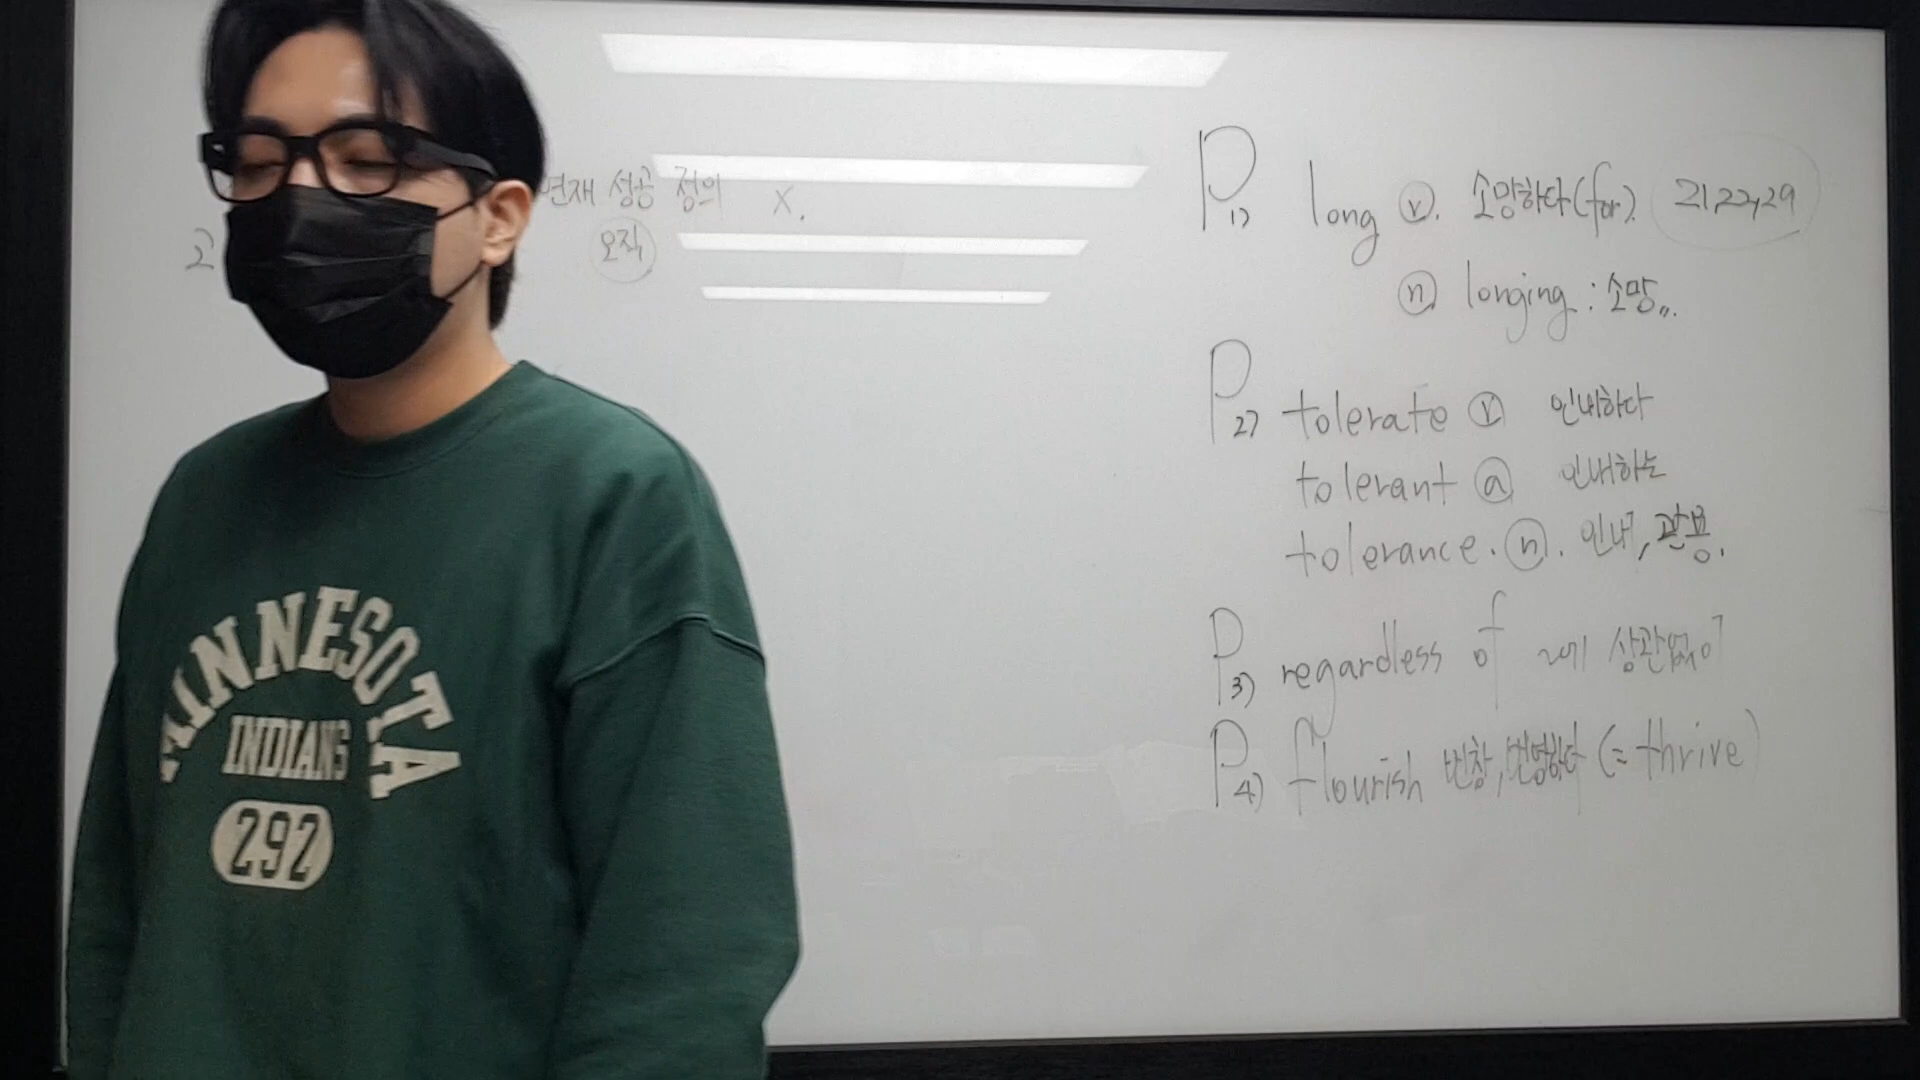 현재 성공 정의 X.
오직
고
P1) long ⓥ. 소망하다(for). 21,22,29
ⓝ longing : 소망..
P2) tolerate ⓥ 인내하다
tolerant ⓐ 인내하는
tolerance. ⓝ. 인내, 관용.
P3) regardless of ~에 상관없이
P4) flourish 번창, 번영하다 (= thrive)
MINNESOTA
INDIANS
292